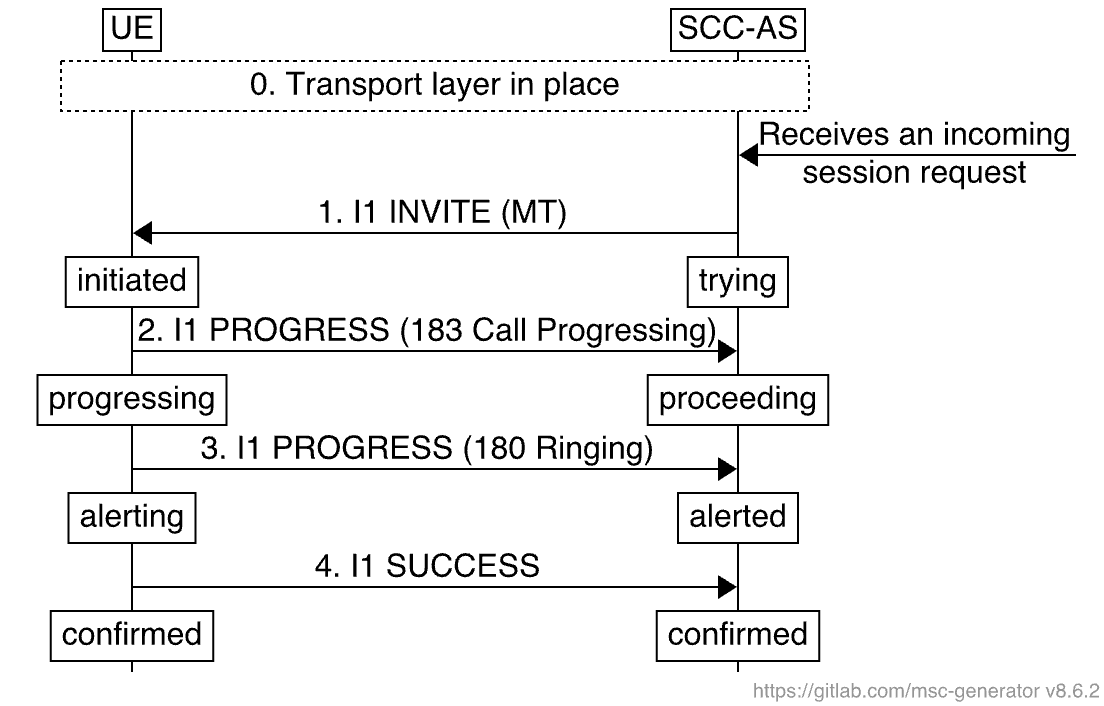 UE
SCC-AS
0. Transport layer in place
Receives an incoming
session request
1. I1 INVITE (MT)
initiated
trying
2. I1 PROGRESS (183 Call Progressing)
progressing
proceeding
3. I1 PROGRESS (180 Ringing)
alerting
alerted
4. I1 SUCCESS
confirmed
confirmed
https://gitlab.com/msc-generator v8.6.2